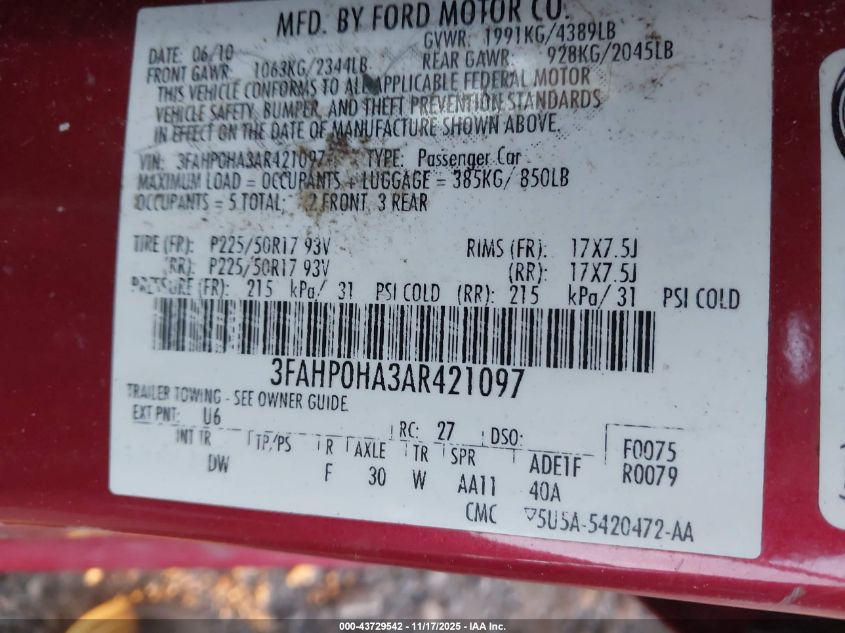 MFD. BY FORD MOTOR CO.
DATE: 06/10 GVWR: 1991KG/4389LB
FRONT GAWR: 1063KG/2344LB REAR GAWR: 928KG/2045LB
THIS VEHICLE CONFORMS TO ALL APPLICABLE FEDERAL MOTOR
VEHICLE SAFETY, BUMPER, AND THEFT PREVENTION STANDARDS
IN EFFECT ON THE DATE OF MANUFACTURE SHOWN ABOVE.
VIN: 3FAHP0HA3AR421097 TYPE: Passenger Car
MAXIMUM LOAD = OCCUPANTS + LUGGAGE = 385KG/ 850LB
OCCUPANTS = 5 TOTAL: 2 FRONT 3 REAR
TIRE (FR): P225/50R17 93V RIMS (FR): 17X7.5J
(RR): P225/50R17 93V (RR): 17X7.5J
PRESSURE (FR): 215 kPa/ 31 PSI COLD (RR): 215 kPa/ 31 PSI COLD
3FAHP0HA3AR421097
TRAILER TOWING - SEE OWNER GUIDE
EXT PNT: U6 RC: 27 DSO: F0075
INT TR TP/PS R AXLE TR SPR ADE1F R0079
DW F 30 W AA11 40A
CMC ▽5U5A-5420472-AA
000-43729542 — 11/17/2025 — IAA Inc.